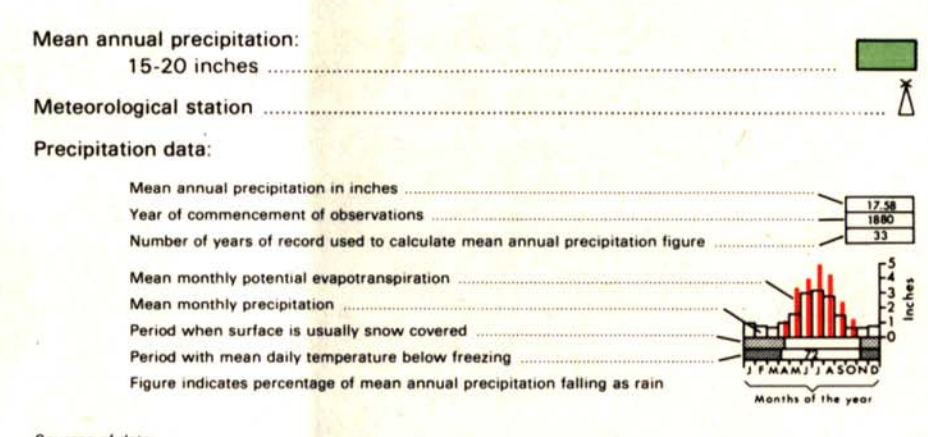 Mean annual precipitation:
15-20 inches
Meteorological station
Precipitation data:
Mean annual precipitation in inches
17.58
Year of commencement of observations
1880
Number of years of record used to calculate mean annual precipitation figure
33
Mean monthly potential evapotranspiration
Mean monthly precipitation
Period when surface is usually snow covered
Period with mean daily temperature below freezing
Figure indicates percentage of mean annual precipitation falling as rain
5
4
3
2
1
0
Inches
72
J F M A M J J A S O N D
Months of the year